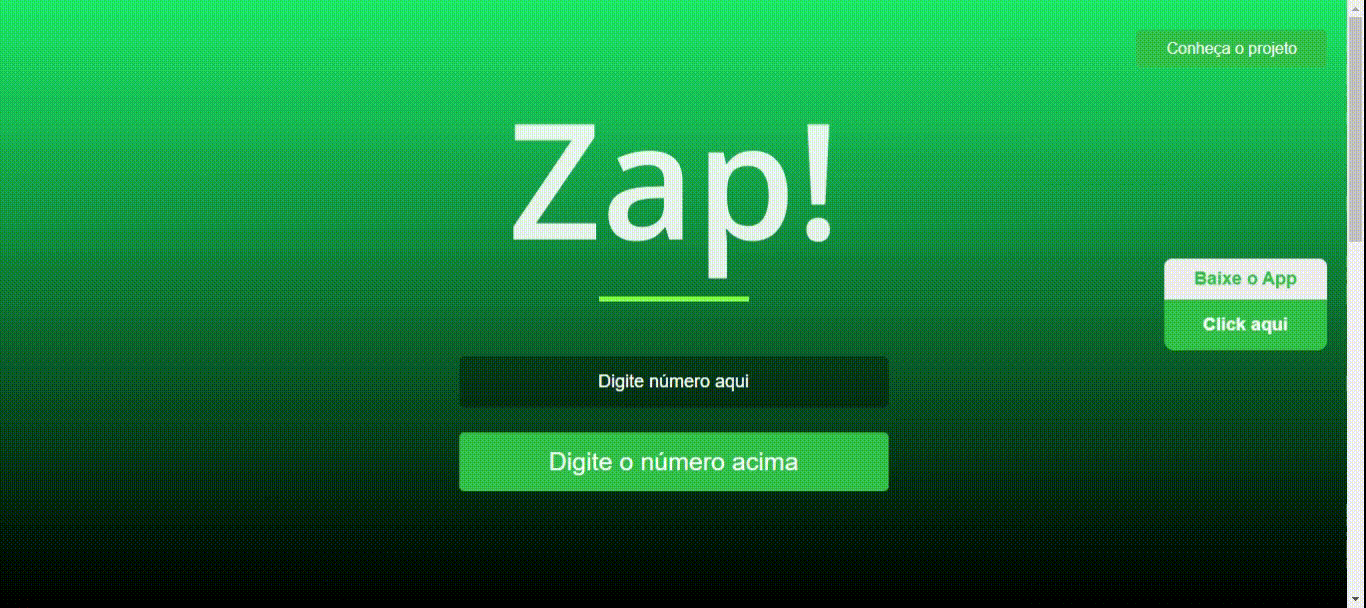 Conheça o projeto
Zap!
Baixe o App
Click aqui
Digite número aqui
Digite o número acima